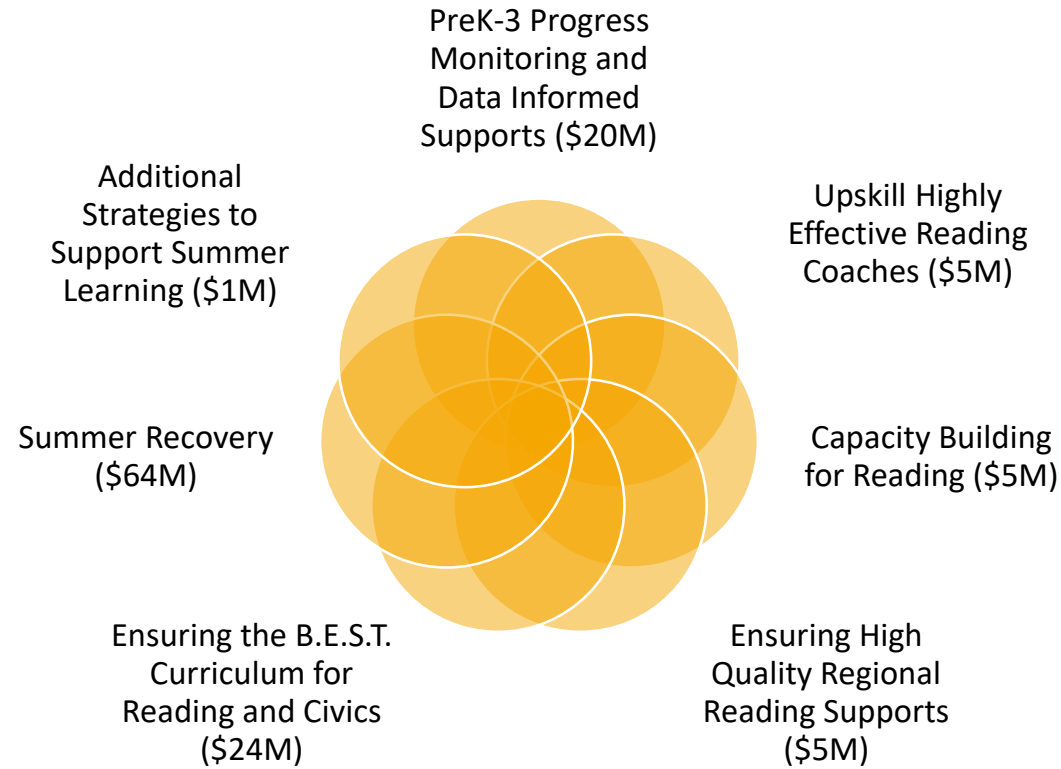 PreK-3 Progress
Monitoring and
Data Informed
Supports ($20M)
Upskill Highly
Effective Reading
Coaches ($5M)
Capacity Building
for Reading ($5M)
Ensuring High
Quality Regional
Reading Supports
($5M)
Ensuring the B.E.S.T.
Curriculum for
Reading and Civics
($24M)
Summer Recovery
($64M)
Additional
Strategies to
Support Summer
Learning ($1M)